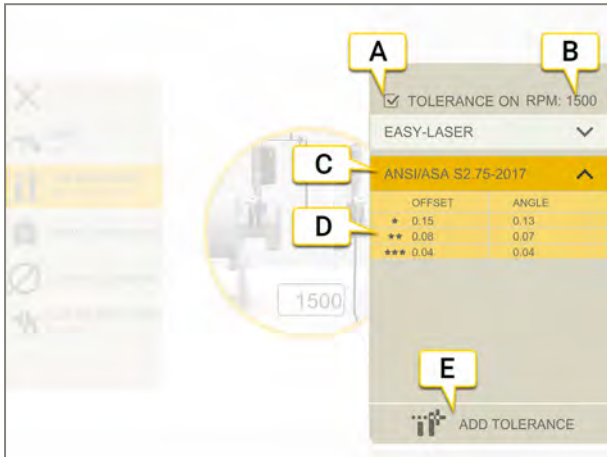 A
B
TOLERANCE ON RPM: 1500
EASY-LASER
C
ANSI/ASA S2.75-2017
OFFSET ANGLE
D
★ 0.15 0.13
★★ 0.08 0.07
★★★ 0.04 0.04
1500
E
ADD TOLERANCE